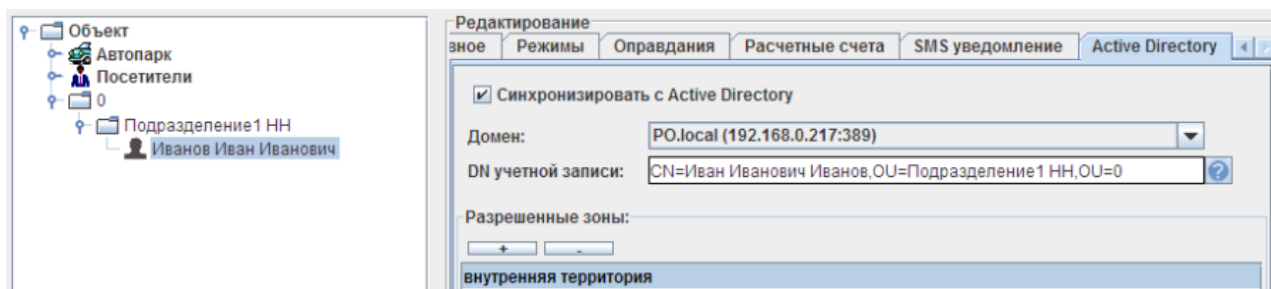 Объект
Автопарк
Посетители
0
Подразделение1 НН
Иванов Иван Иванович
Редактирование
вное Режимы Оправдания Расчетные счета SMS уведомление Active Directory
Синхронизировать с Active Directory
Домен: PO.local (192.168.0.217:389)
DN учетной записи: CN=Иван Иванович Иванов,OU=Подразделение1 НН,OU=0 ?
Разрешенные зоны:
+ -
внутренняя территория